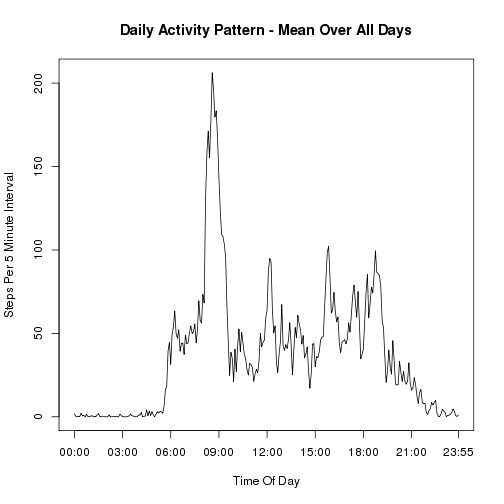 Daily Activity Pattern - Mean Over All Days
Steps Per 5 Minute Interval
200
150
100
50
0
00:00 03:00 06:00 09:00 12:00 15:00 18:00 21:00 23:55
Time Of Day